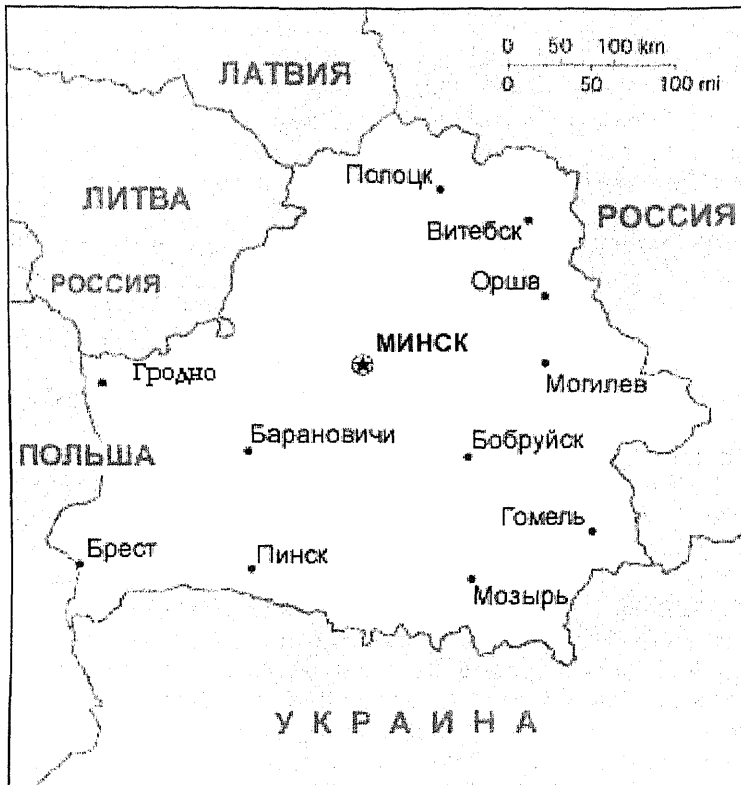 0 50 100 km
0 50 100 mi
ЛАТВИЯ
Полоцк
ЛИТВА
РОССИЯ
Витебск
РОССИЯ
Орша
МИНСК
Гродно
Могилев
Барановичи
Бобруйск
ПОЛЬША
Гомель
Брест
Пинск
Мозырь
УКРАИНА